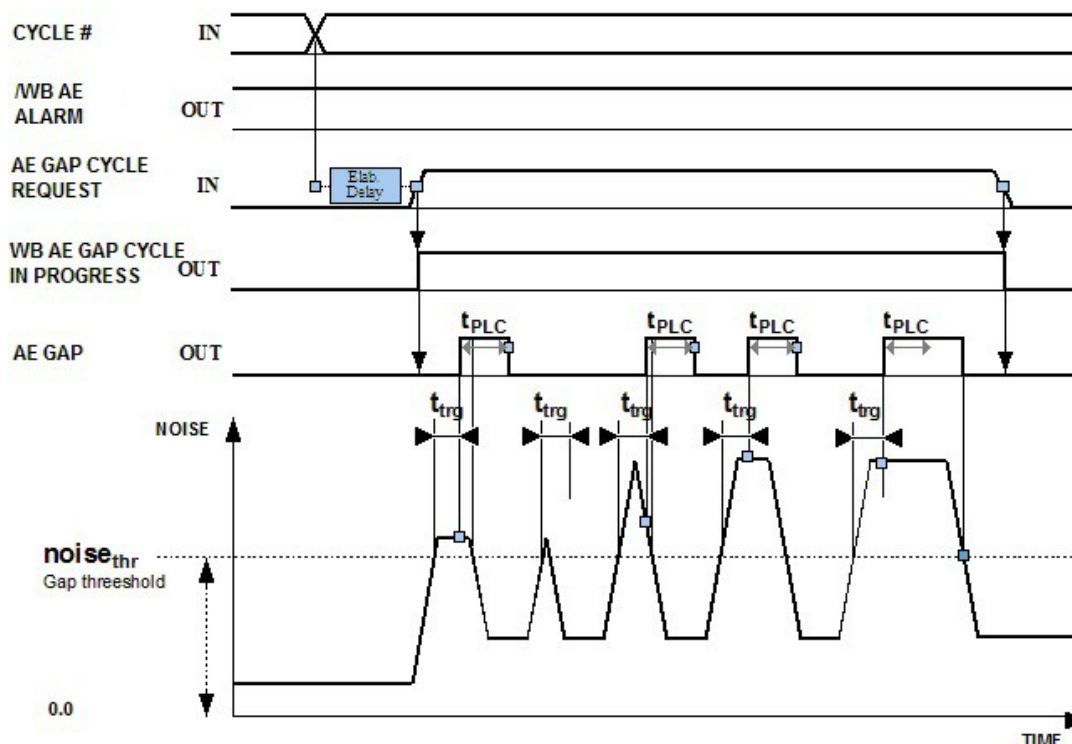 CYCLE # IN
/WB AE
ALARM OUT
AE GAP CYCLE
REQUEST IN
Elab.
Delay
WB AE GAP CYCLE
IN PROGRESS OUT
AE GAP OUT
tPLC tPLC tPLC tPLC
ttrg ttrg ttrg ttrg ttrg
NOISE
noisethr
Gap threeshold
0.0
TIME